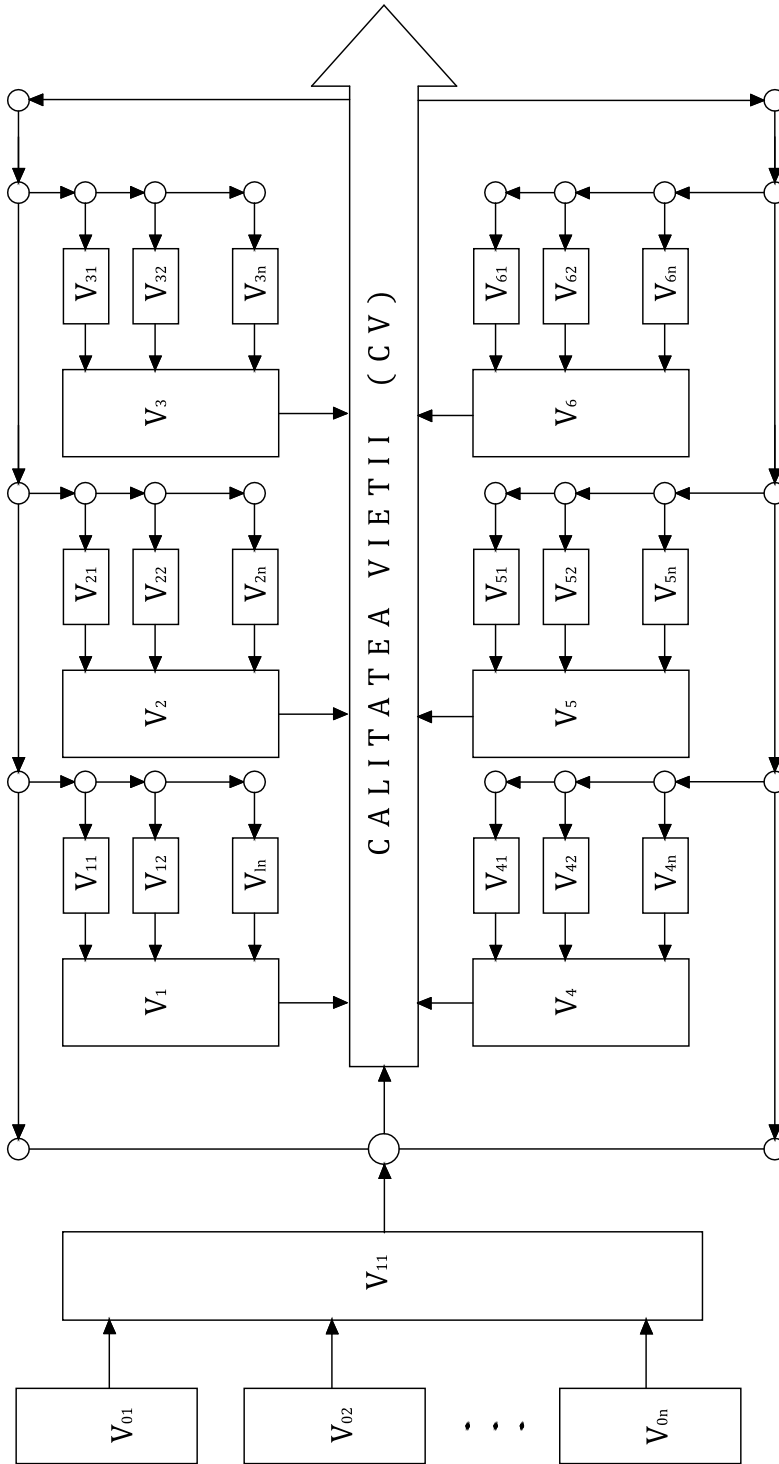 V31
V32
V3n
V3
V21
V22
V2n
V2
V11
V12
Vln
V1
CALITATEA VIETII (CV)
V61
V62
V6n
V6
V51
V52
V5n
V5
V41
V42
V4n
V4
V11
V01
V02
. . .
V0n